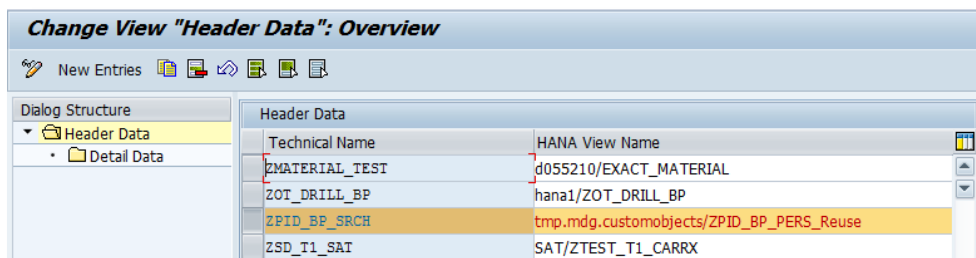 Change View "Header Data": Overview
New Entries
Dialog Structure
Header Data
Detail Data
Header Data
Technical Name HANA View Name
ZMATERIAL_TEST d055210/EXACT_MATERIAL
ZOT_DRILL_BP hana1/ZOT_DRILL_BP
ZPID_BP_SRCH tmp.mdg.customobjects/ZPID_BP_PERS_Reuse
ZSD_T1_SAT SAT/ZTEST_T1_CARRX